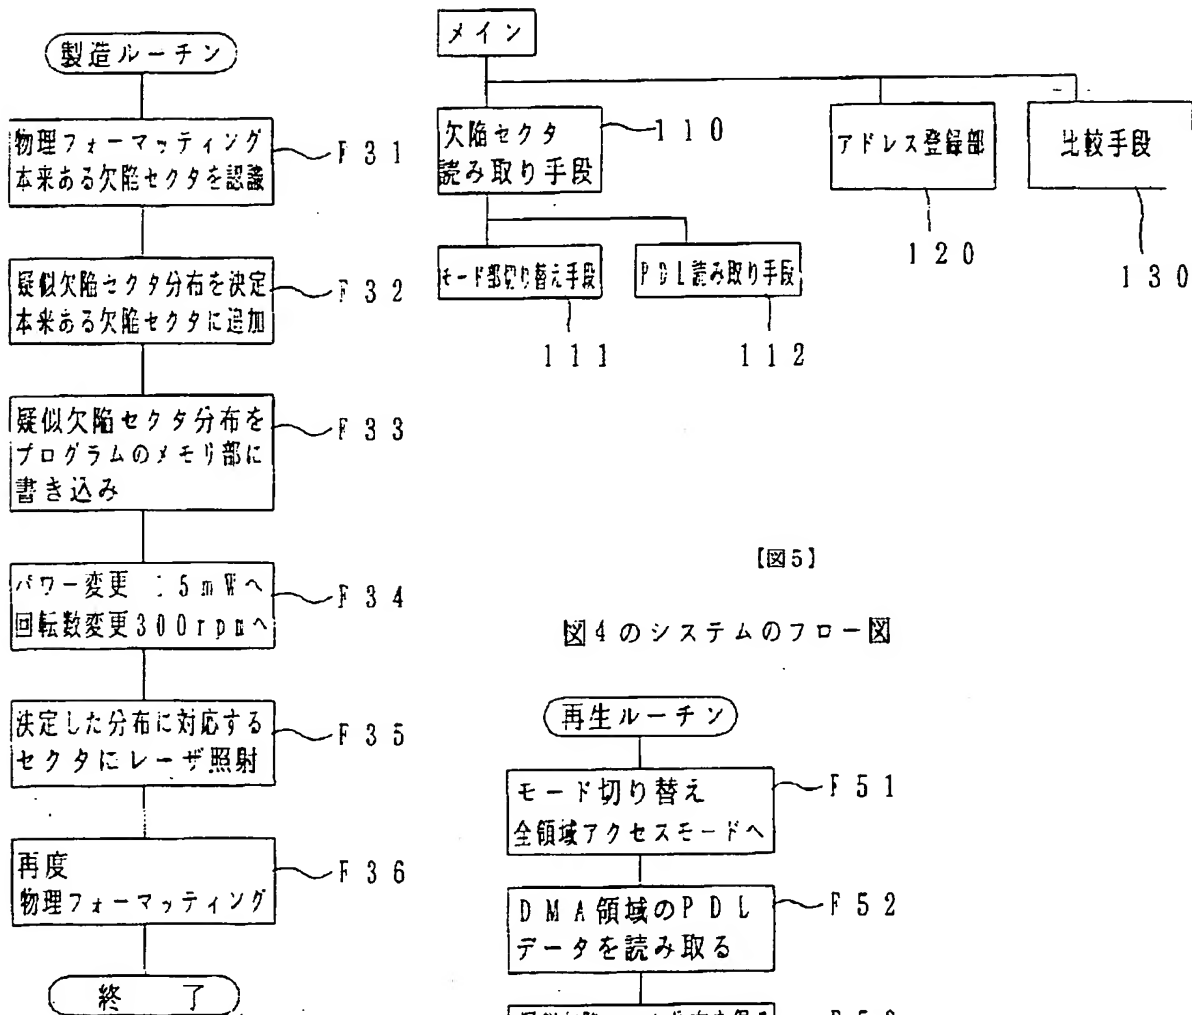 製造ルーチン
物理フォーマッティング
本来ある欠陥セクタを認識
F31
疑似欠陥セクタ分布を決定
本来ある欠陥セクタに追加
F32
疑似欠陥セクタ分布を
プログラムのメモリ部に
書き込み
F33
パワー変更 5mWへ
回転数変更300rpmへ
F34
決定した分布に対応する
セクタにレーザ照射
F35
再度
物理フォーマッティング
F36
終 了
メイン
欠陥セクタ
読み取り手段
110
アドレス登録部
120
比較手段
130
モード部切り替え手段
111
PDL読み取り手段
112
【図5】
図4のシステムのフロー図
再生ルーチン
モード切り替え
全領域アクセスモードへ
F51
DMA領域のPDL
データを読み取る
F52